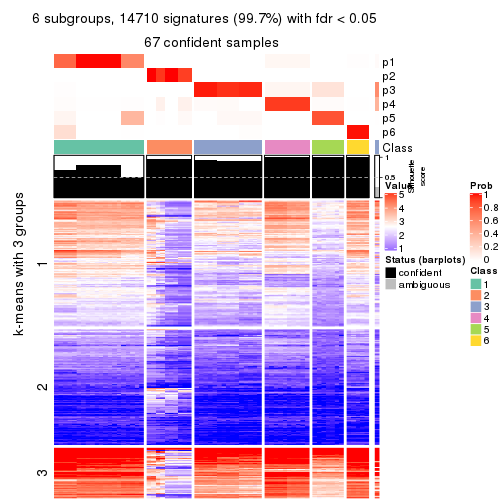 6 subgroups, 14710 signatures (99.7%) with fdr < 0.05
67 confident samples
p1
p2
p3
p4
p5
p6
Class
1
0.5
0
Silhouette
score
k-means with 3 groups
1
2
3
Value
5
4
3
2
1
Status (barplots)
confident
ambiguous
Prob
1
0.8
0.6
0.4
0.2
0
Class
1
2
3
4
5
6